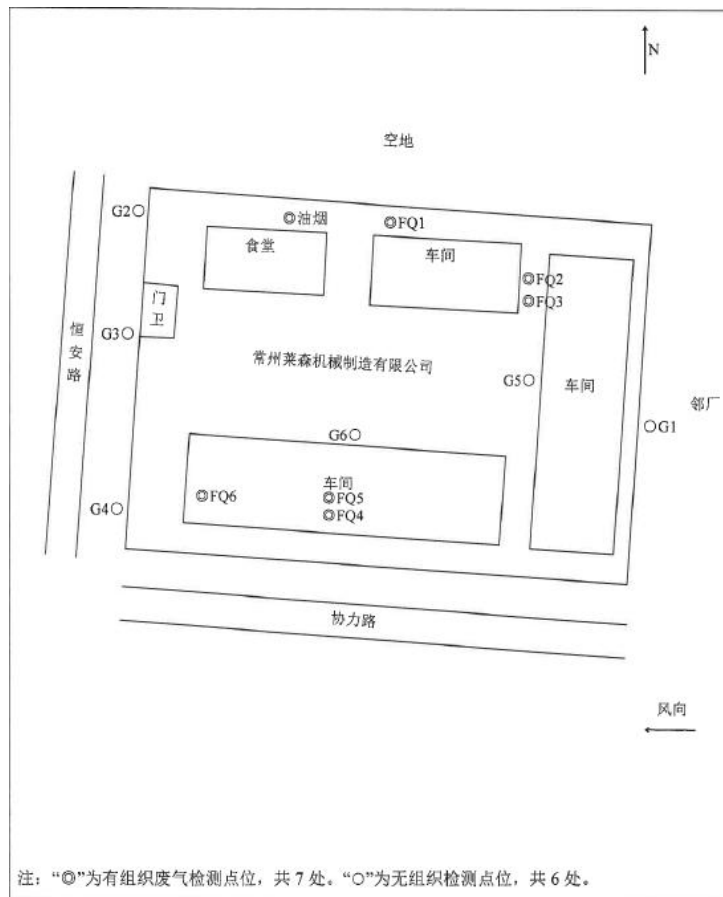 N
空地
G2○
◎油烟
◎FQ1
食堂
车间
◎FQ2
◎FQ3
门卫
G3○
恒安路
常州莱森机械制造有限公司
G5○
车间
邻厂
○G1
G6○
车间
◎FQ6
◎FQ5
◎FQ4
G4○
协力路
风向
注：“◎”为有组织废气检测点位，共 7 处。“○”为无组织检测点位，共 6 处。